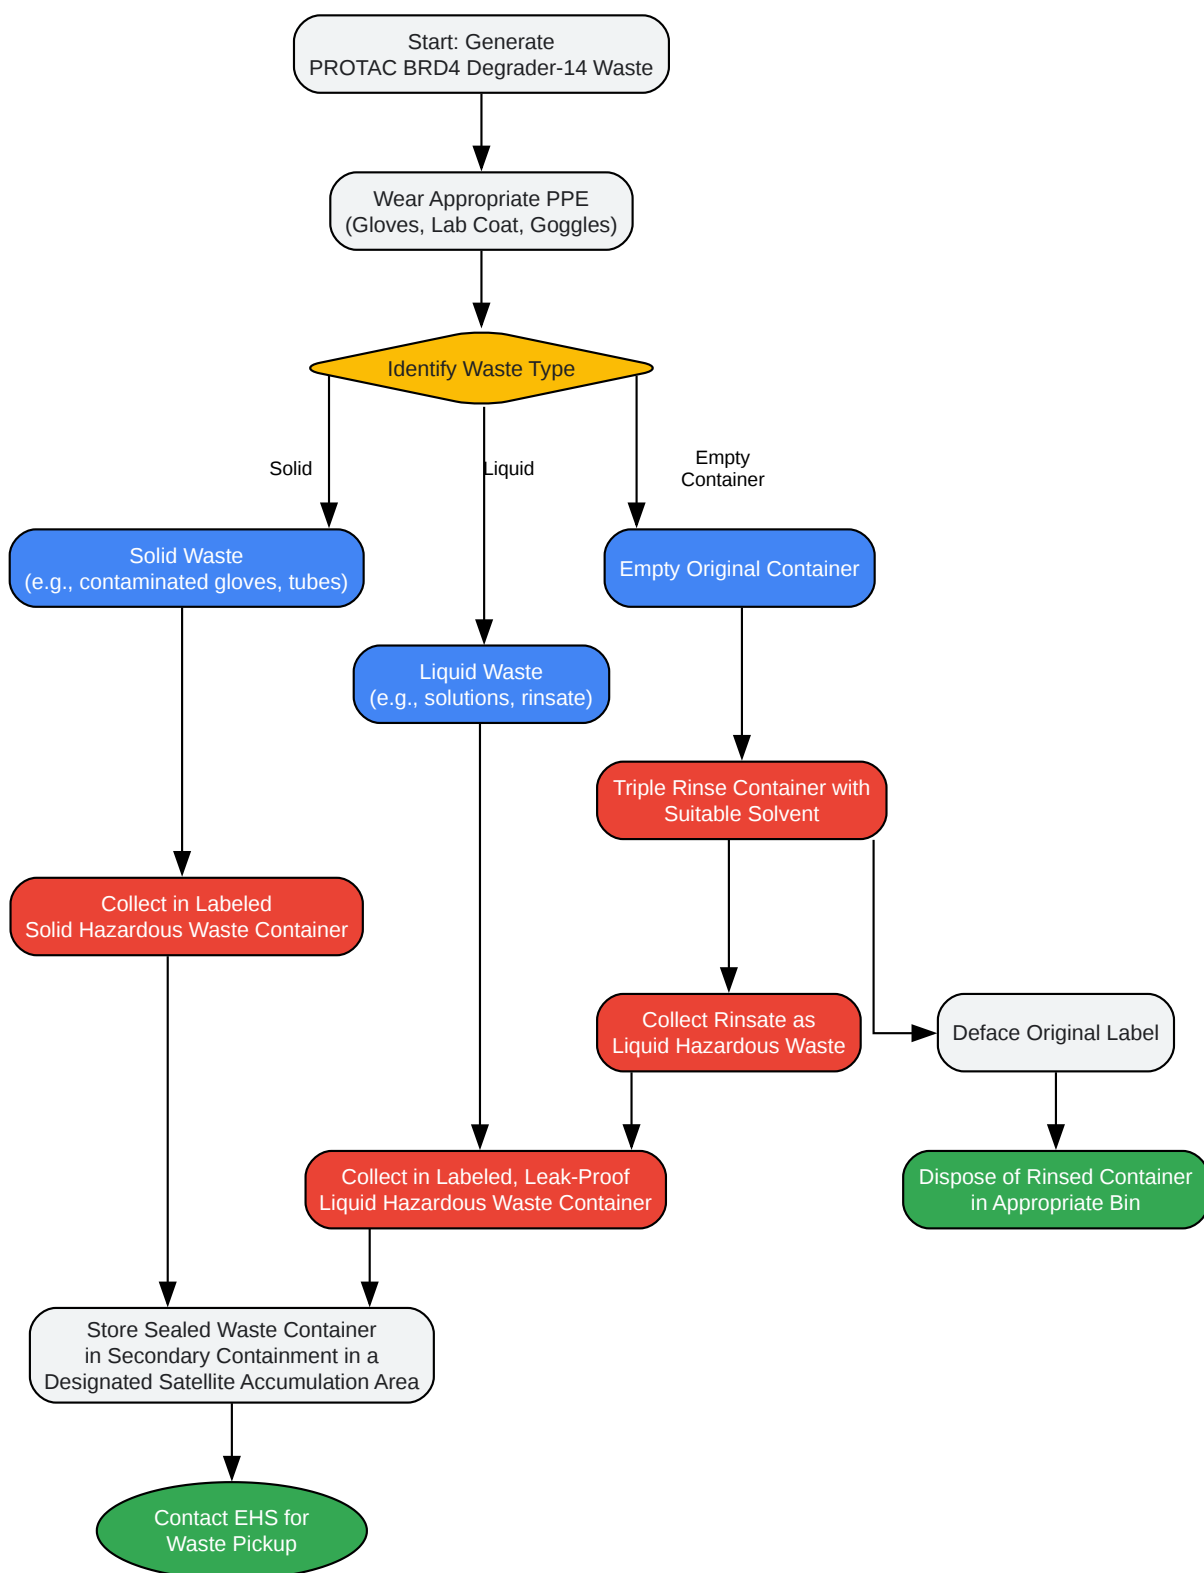 Start: Generate
PROTAC BRD4 Degrader-14 Waste
Wear Appropriate PPE
(Gloves, Lab Coat, Goggles)
Identify Waste Type
Solid
Liquid
Empty
Container
Solid Waste
(e.g., contaminated gloves, tubes)
Empty Original Container
Liquid Waste
(e.g., solutions, rinsate)
Triple Rinse Container with
Suitable Solvent
Collect in Labeled
Solid Hazardous Waste Container
Collect Rinsate as
Liquid Hazardous Waste
Deface Original Label
Collect in Labeled, Leak-Proof
Liquid Hazardous Waste Container
Dispose of Rinsed Container
in Appropriate Bin
Store Sealed Waste Container
in Secondary Containment in a
Designated Satellite Accumulation Area
Contact EHS for
Waste Pickup